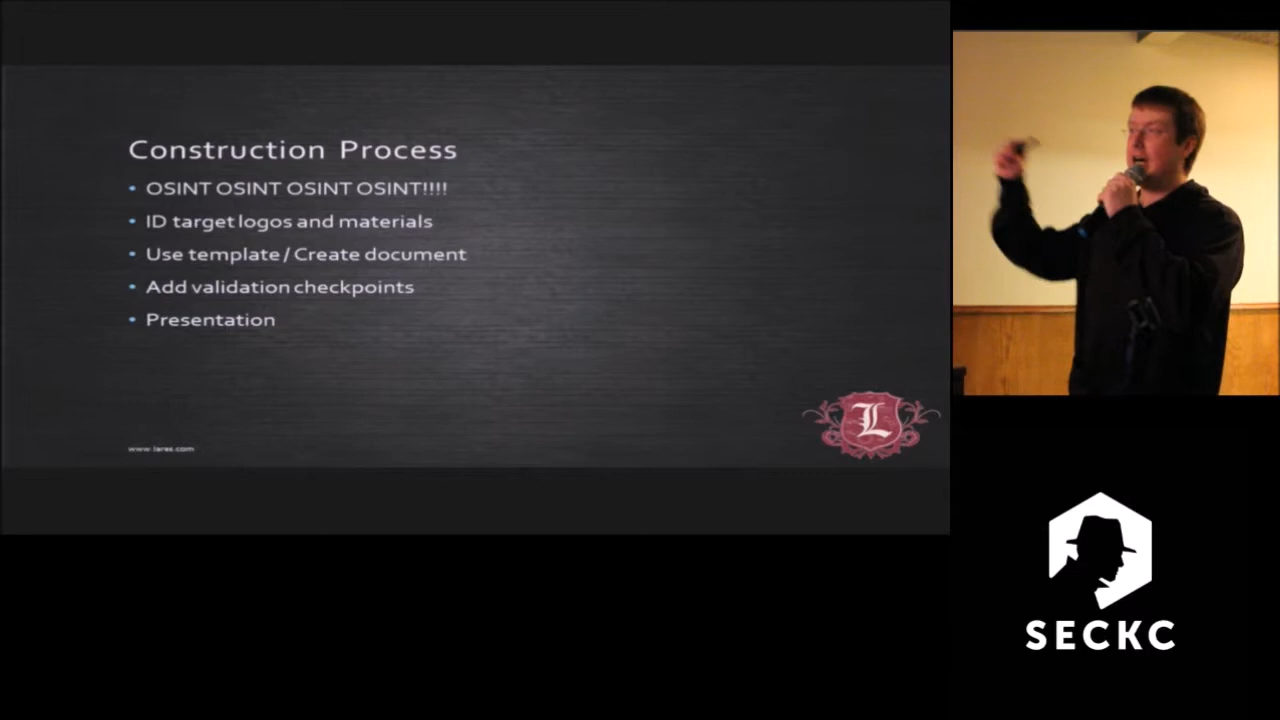 Construction Process
• OSINT OSINT OSINT OSINT!!!!
• ID target logos and materials
• Use template / Create document
• Add validation checkpoints
• Presentation
www.lares.com
L
SECKC